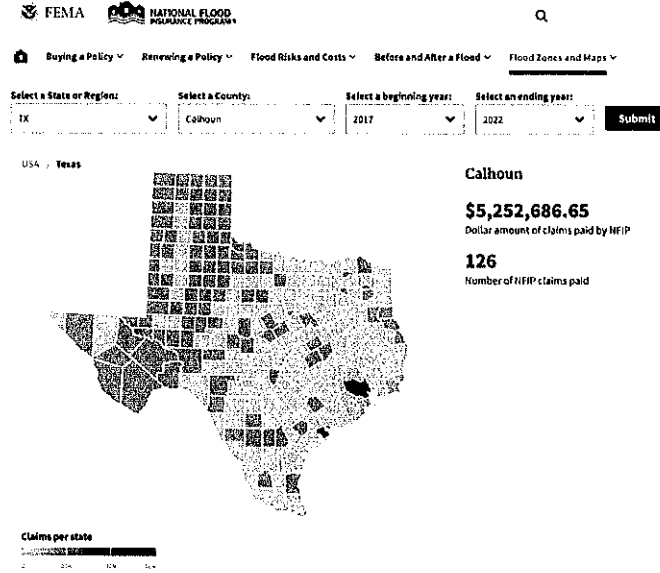 FEMA
NATIONAL FLOOD
INSURANCE PROGRAM®
Buying a Policy
Renewing a Policy
Flood Risks and Costs
Before and After a Flood
Flood Zones and Maps
Select a State or Region:
Select a County:
Select a beginning year:
Select an ending year:
TX
Calhoun
2017
2022
Submit
USA
Texas
Calhoun
$5,252,686.65
Dollar amount of claims paid by NFIP
126
Number of NFIP claims paid
Claims per state